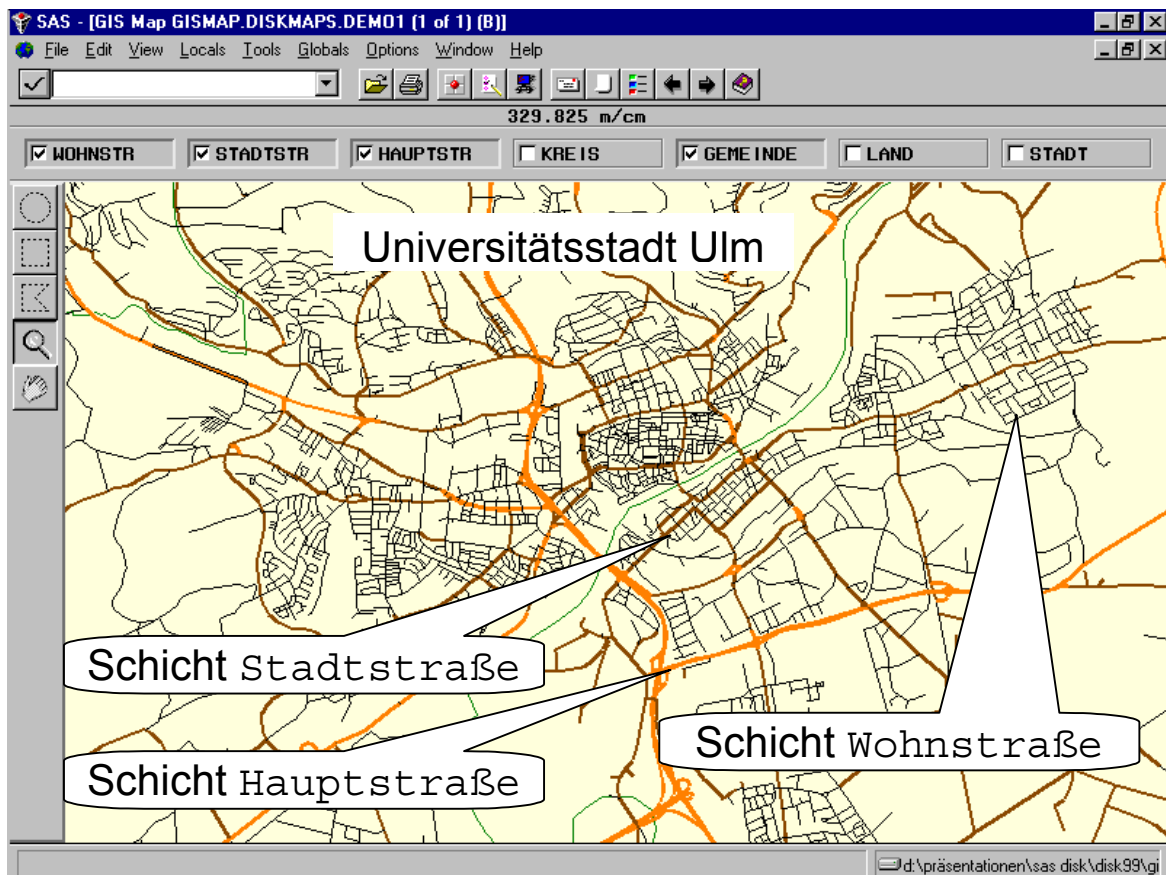 SAS - [GIS Map GISMAP.DISKMAPS.DEMO1 (1 of 1) (B)]
File Edit View Locals Tools Globals Options Window Help
329.825 m/cm
WOHNSTR STADTSTR HAUPTSTR KREIS GEMEINDE LAND STADT
Universitätsstadt Ulm
Schicht Stadtstraße
Schicht Wohnstraße
Schicht Hauptstraße
d:\präsentationen\sas disk\disk99\gi